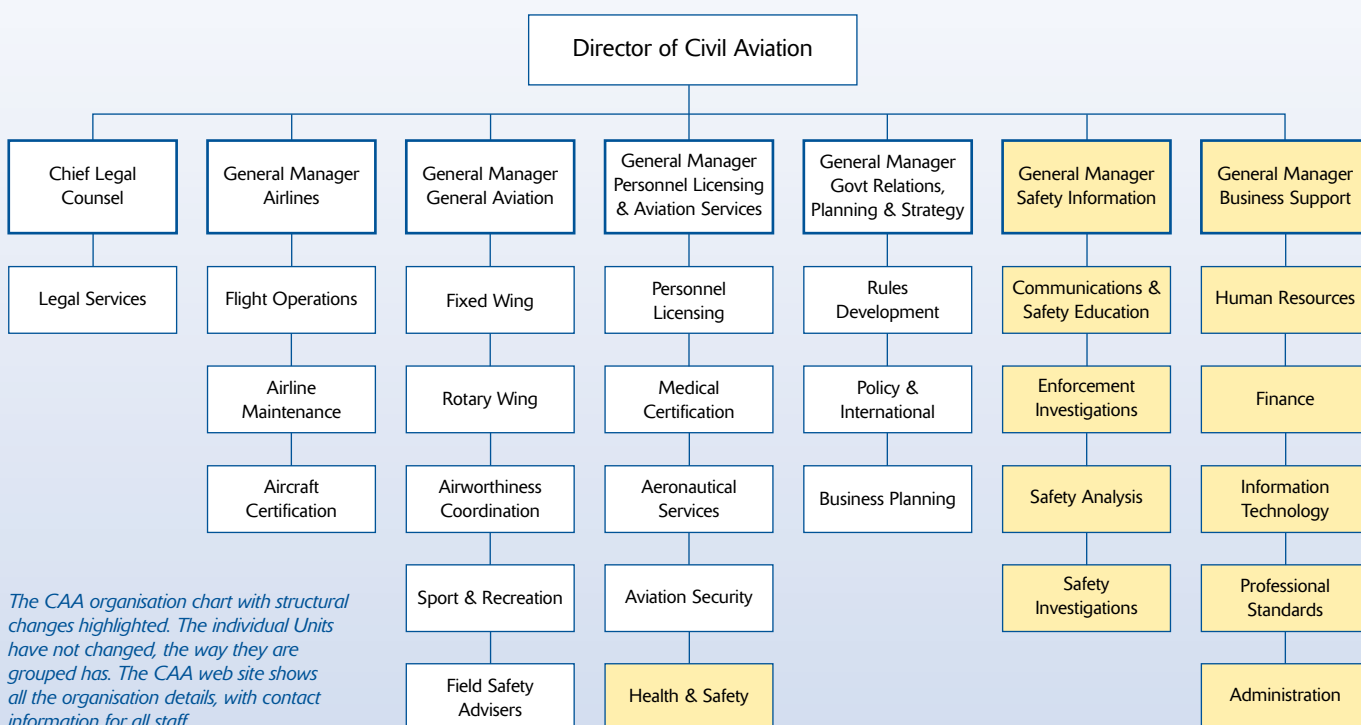 Director of Civil Aviation
Chief Legal
Counsel
General Manager
Airlines
General Manager
General Aviation
General Manager
Personnel Licensing
& Aviation Services
General Manager
Govt Relations,
Planning & Strategy
General Manager
Safety Information
General Manager
Business Support
Legal Services
Flight Operations
Fixed Wing
Personnel
Licensing
Rules
Development
Communications &
Safety Education
Human Resources
Airline
Maintenance
Rotary Wing
Medical
Certification
Policy &
International
Enforcement
Investigations
Finance
Aircraft
Certification
Airworthiness
Coordination
Aeronautical
Services
Business Planning
Safety Analysis
Information
Technology
Sport & Recreation
Aviation Security
Safety
Investigations
Professional
Standards
Field Safety
Advisers
Health & Safety
Administration
The CAA organisation chart with structural
changes highlighted. The individual Units
have not changed, the way they are
grouped has. The CAA web site shows
all the organisation details, with contact
information for all staff